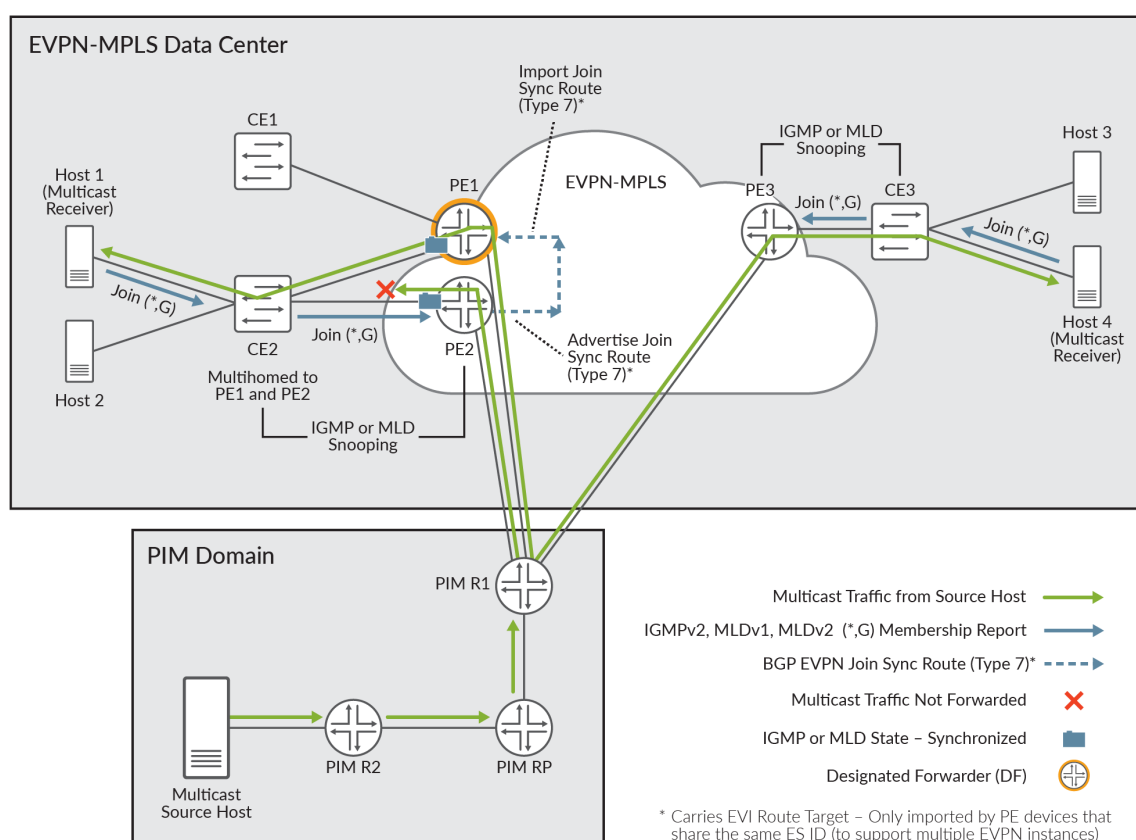 EVPN-MPLS Data Center
Import Join
Sync Route
(Type 7)*
CE1
IGMP or MLD
Snooping
Host 3
Host 1
(Multicast
Receiver)
PE1
EVPN-MPLS
PE3
CE3
Join (*,G)
Join (*,G)
Join (*,G)
Join (*,G)
CE2
PE2
Advertise Join
Sync Route
(Type 7)*
Host 4
(Multicast
Receiver)
Multihomed to
PE1 and PE2
Host 2
IGMP or MLD
Snooping
PIM Domain
PIM R1
Multicast Traffic from Source Host
IGMPv2, MLDv1, MLDv2 (*,G) Membership Report
BGP EVPN Join Sync Route (Type 7)*
Multicast Traffic Not Forwarded
IGMP or MLD State – Synchronized
Designated Forwarder (DF)
PIM R2
PIM RP
Multicast
Source Host
* Carries EVI Route Target – Only imported by PE devices that
share the same ES ID (to support multiple EVPN instances)